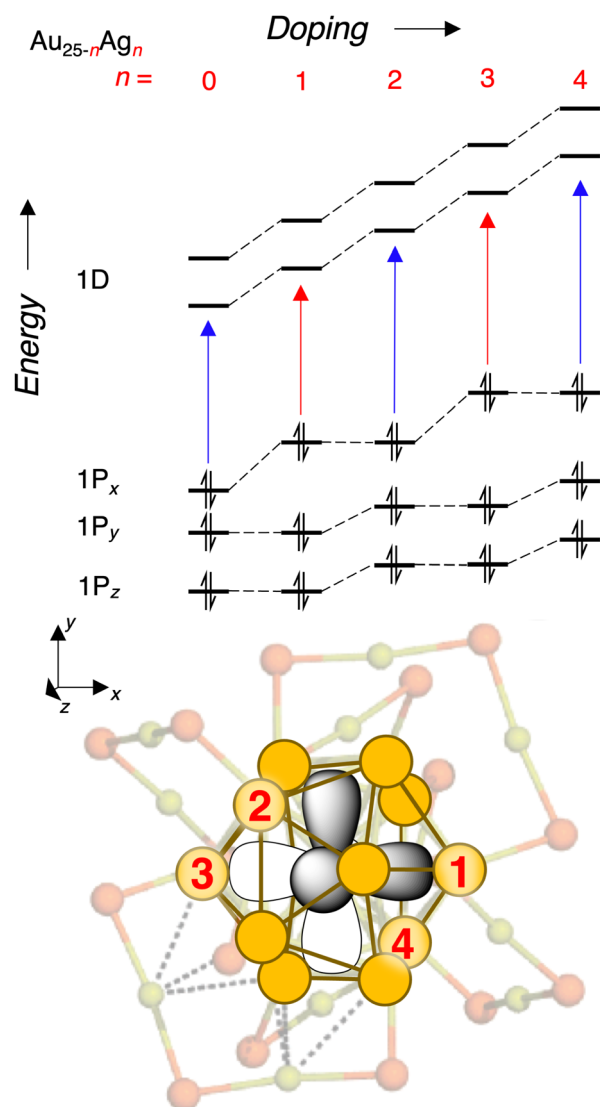 Doping
Au25-nAgn
n = 0 1 2 3 4
Energy
1D
1Px
1Py
1Pz
y
x
z
2
3
1
4